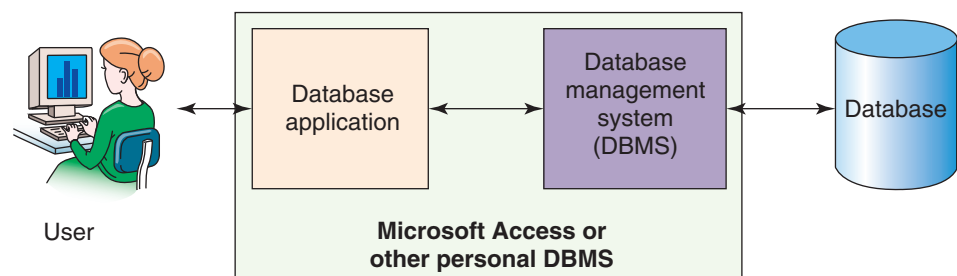 Database
application
Database
management
system
(DBMS)
Database
User
Microsoft Access or
other personal DBMS